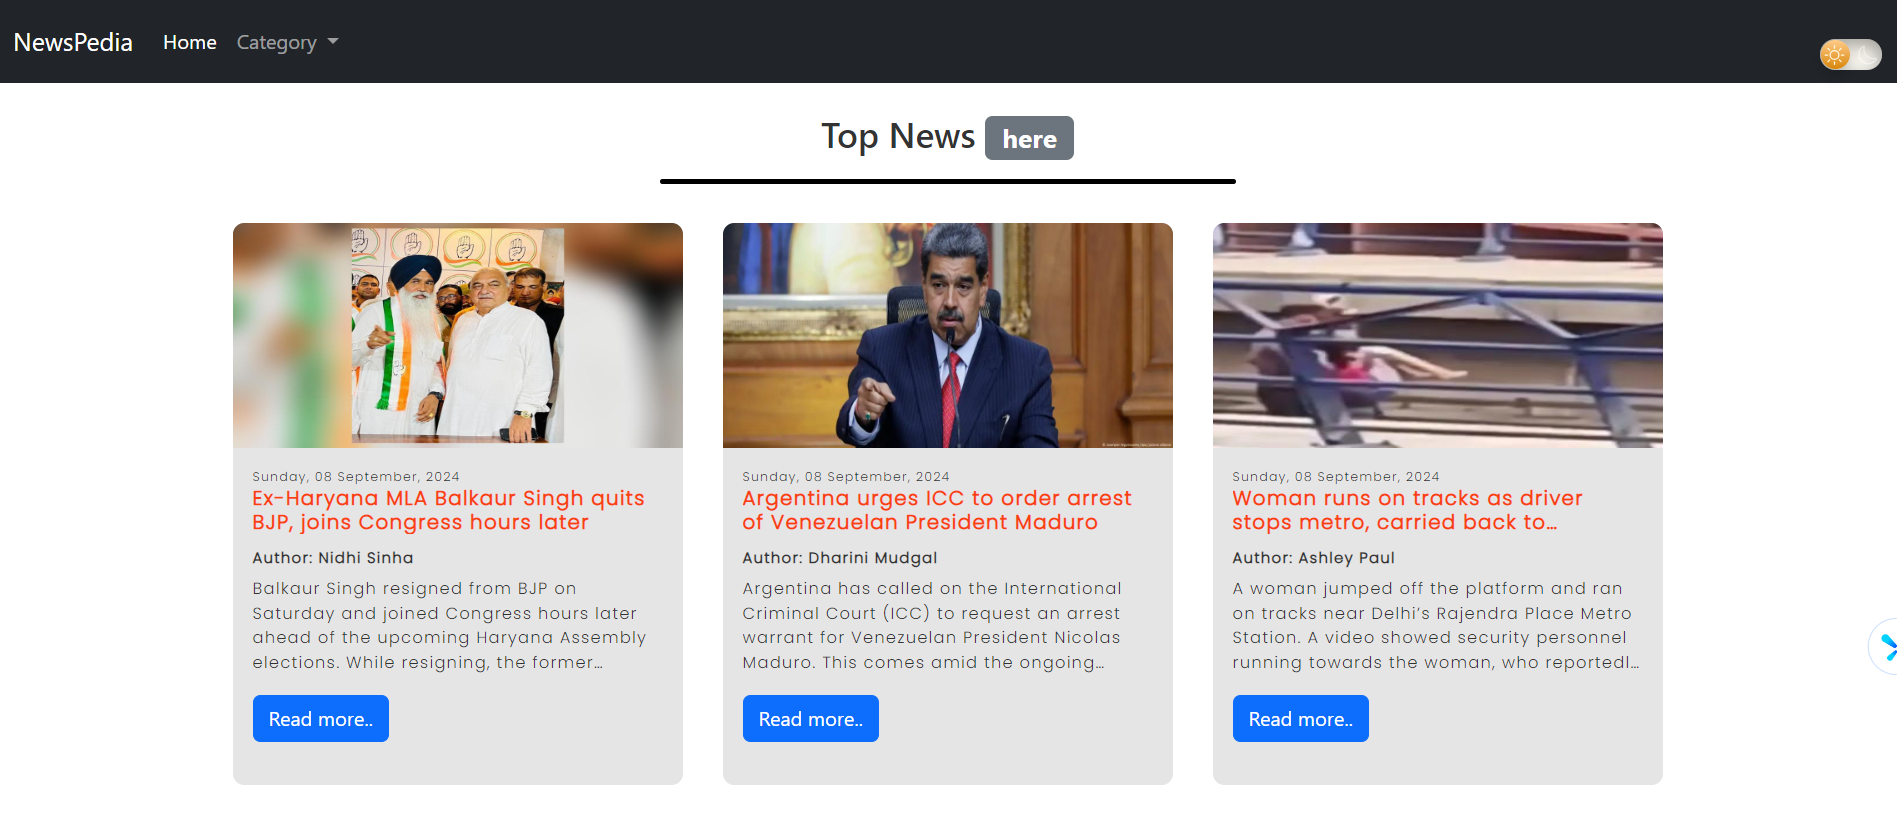 NewsPedia Home Category
Top News here
Sunday, 08 September, 2024
Ex-Haryana MLA Balkaur Singh quits
BJP, joins Congress hours later
Author: Nidhi Sinha
Balkaur Singh resigned from BJP on
Saturday and joined Congress hours later
ahead of the upcoming Haryana Assembly
elections. While resigning, the former…
Read more..
Sunday, 08 September, 2024
Argentina urges ICC to order arrest
of Venezuelan President Maduro
Author: Dharini Mudgal
Argentina has called on the International
Criminal Court (ICC) to request an arrest
warrant for Venezuelan President Nicolas
Maduro. This comes amid the ongoing…
Read more..
Sunday, 08 September, 2024
Woman runs on tracks as driver
stops metro, carried back to…
Author: Ashley Paul
A woman jumped off the platform and ran
on tracks near Delhi’s Rajendra Place Metro
Station. A video showed security personnel
running towards the woman, who reportedl…
Read more..